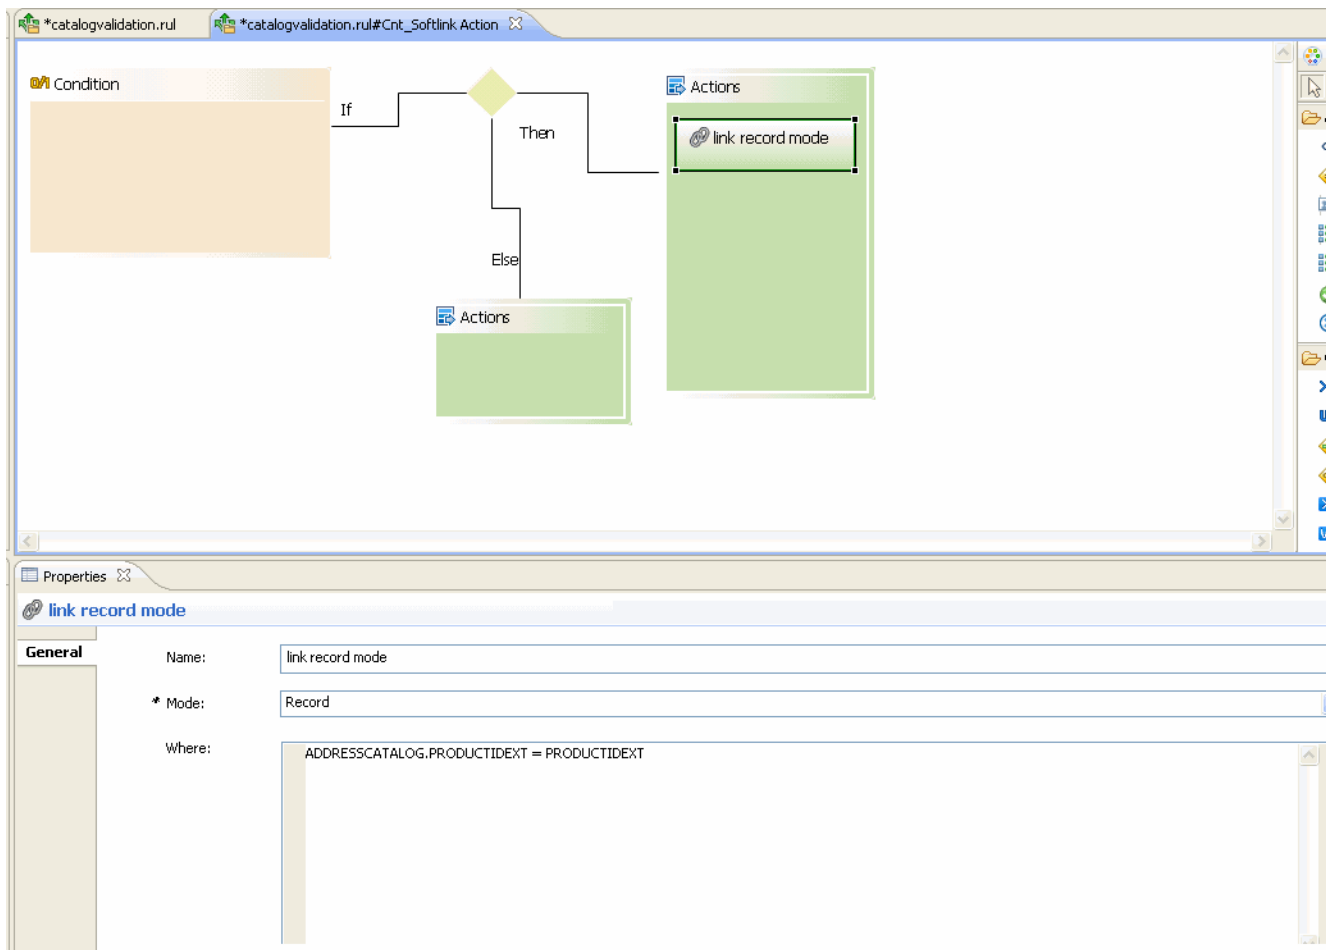 *catalogvalidation.rul
*catalogvalidation.rul#Cnt_Softlink Action
Condition
If
Then
Else
Actions
link record mode
Actions
Properties
link record mode
General
Name:
link record mode
* Mode:
Record
Where:
ADDRESSCATALOG.PRODUCTIDEXT = PRODUCTIDEXT